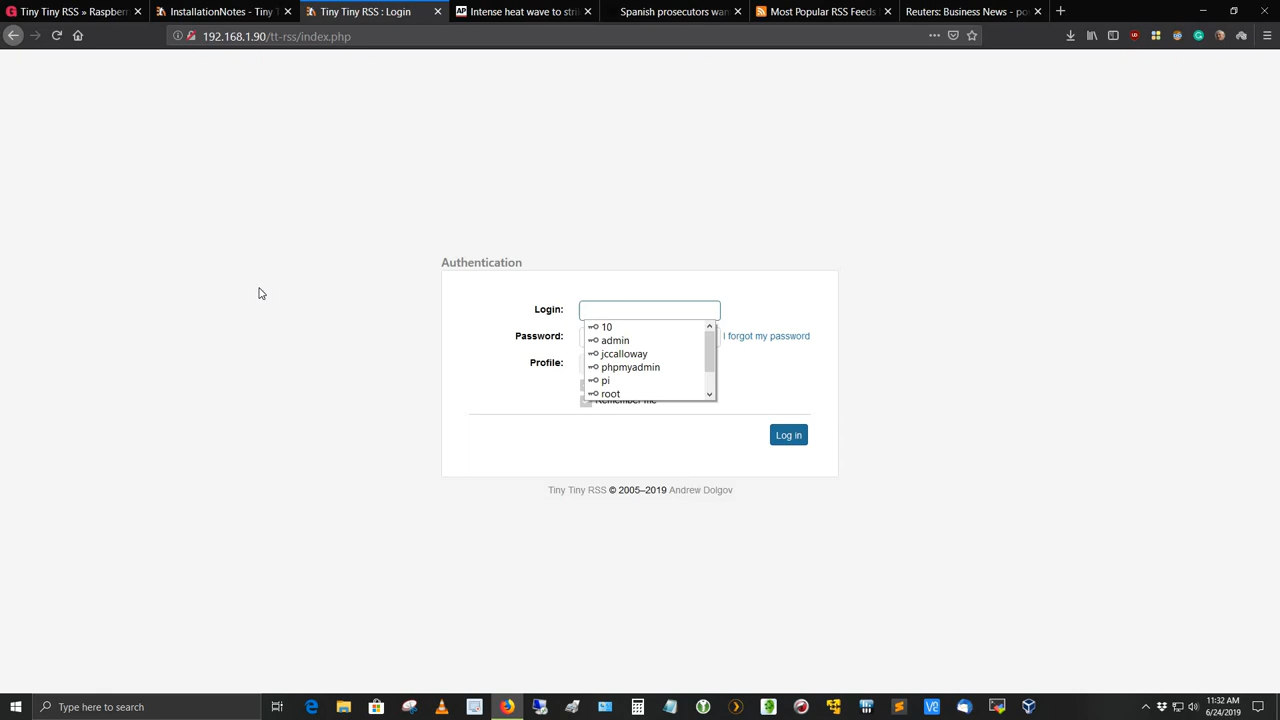 Tiny Tiny RSS » Raspber
InstallationNotes - Tiny T
Tiny Tiny RSS : Login
AP Intense heat wave to stri
Spanish prosecutors wan
Most Popular RSS Feeds
Reuters: Business News - po
192.168.1.90/tt-rss/index.php
Authentication
Login:
10
admin
jccalloway
phpmyadmin
pi
root
Password:
I forgot my password
Profile:
Remember me
Log in
Tiny Tiny RSS © 2005–2019 Andrew Dolgov
Type here to search
11:32 AM
6/24/2019